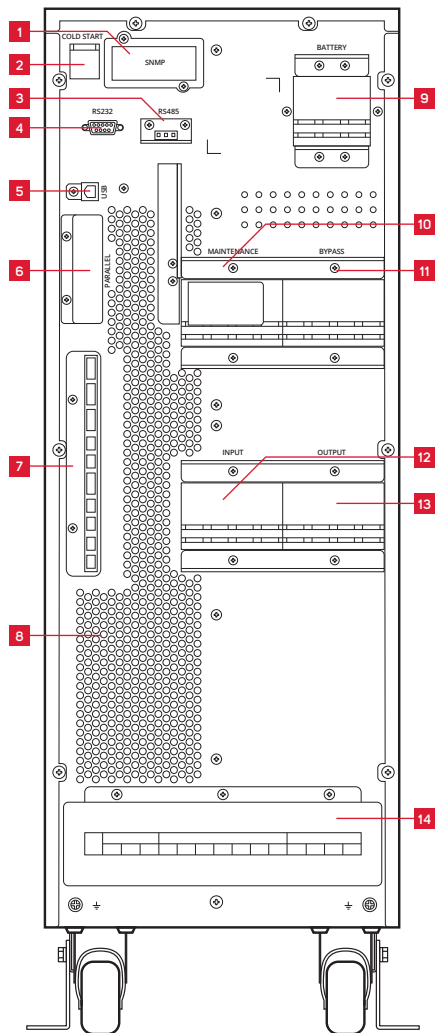 1
COLD START
BATTERY
2
SNMP
3
9
RS232
RS485
4
5
USB
10
6
MAINTENANCE
BYPASS
11
PARALLEL
INPUT
OUTPUT
12
7
13
8
14